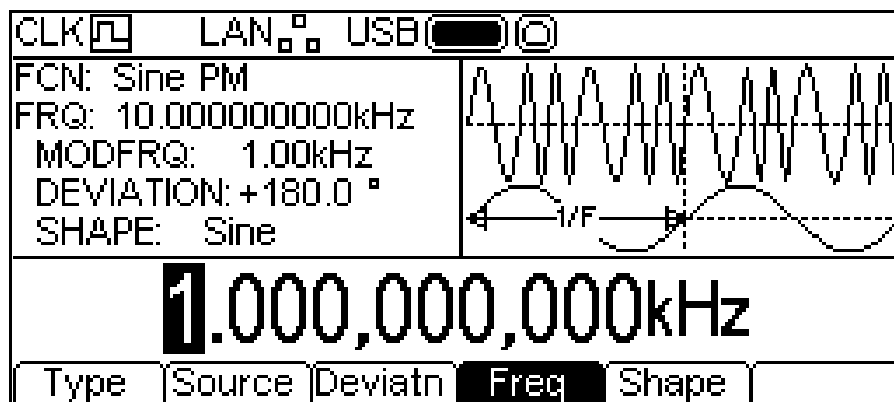 CLK LAN USB
FCN: Sine PM
FRQ: 10.000000000kHz
MODFRQ: 1.00kHz
DEVIATION: +180.0 °
SHAPE: Sine
1/F
1.000,000,000kHz
Type Source Deviatn Freq Shape